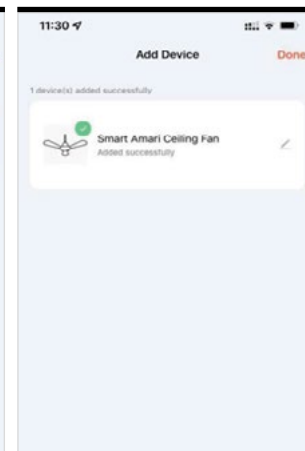 11:30
Add Device
Done
1 device(s) added successfully
Smart Amari Ceiling Fan
Added successfully